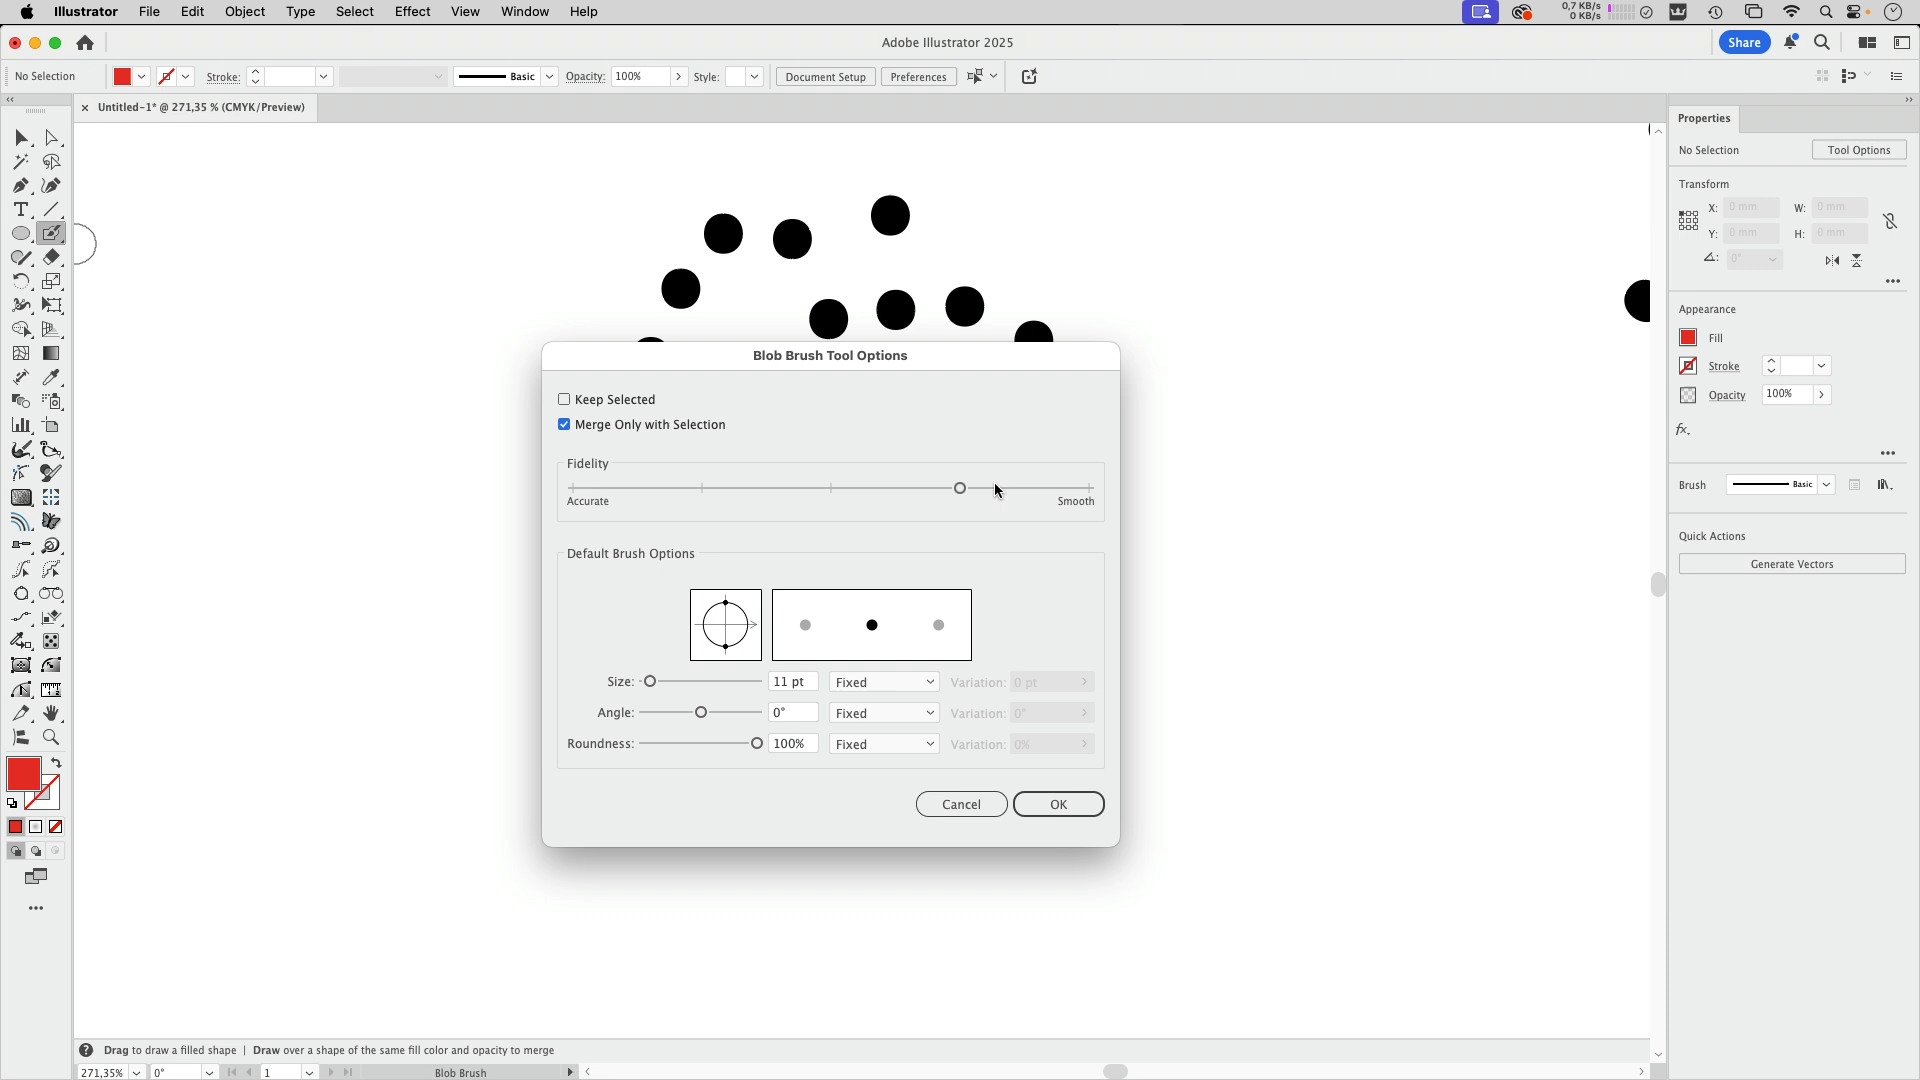 Illustrator File Edit Object Type Select Effect View Window Help 0,7 KB/s
0 KB/s
Adobe Illustrator 2025 Share
No Selection Stroke: Basic Opacity: 100% Style: Document Setup Preferences
Untitled-1* @ 271,35 % (CMYK/Preview)
Properties
No Selection Tool Options
Transform
X: 0 mm W: 0 mm
Y: 0 mm H: 0 mm
0°
Appearance
Fill
Stroke
Opacity 100%
fx.
Brush Basic
Quick Actions
Generate Vectors
Blob Brush Tool Options
Keep Selected
Merge Only with Selection
Fidelity
Accurate Smooth
Default Brush Options
Size: 11 pt Fixed Variation: 0 pt
Angle: 0° Fixed Variation: 0°
Roundness: 100% Fixed Variation: 0%
Cancel OK
Drag to draw a filled shape | Draw over a shape of the same fill color and opacity to merge
271,35% 0° 1 Blob Brush